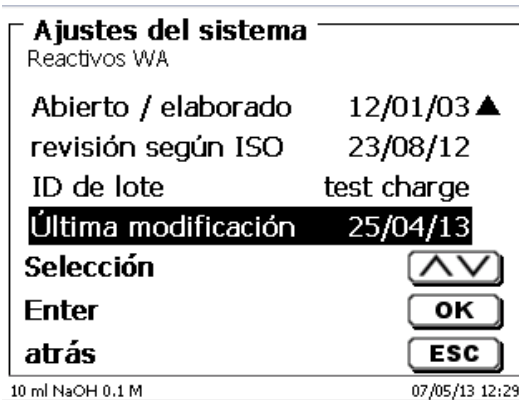 Ajustes del sistema
Reactivos WA
Abierto / elaborado 12/01/03▲
revisión según ISO 23/08/12
ID de lote test charge
Última modificación 25/04/13
Selección
Enter OK
atrás ESC
10 ml NaOH 0.1 M 07/05/13 12:29